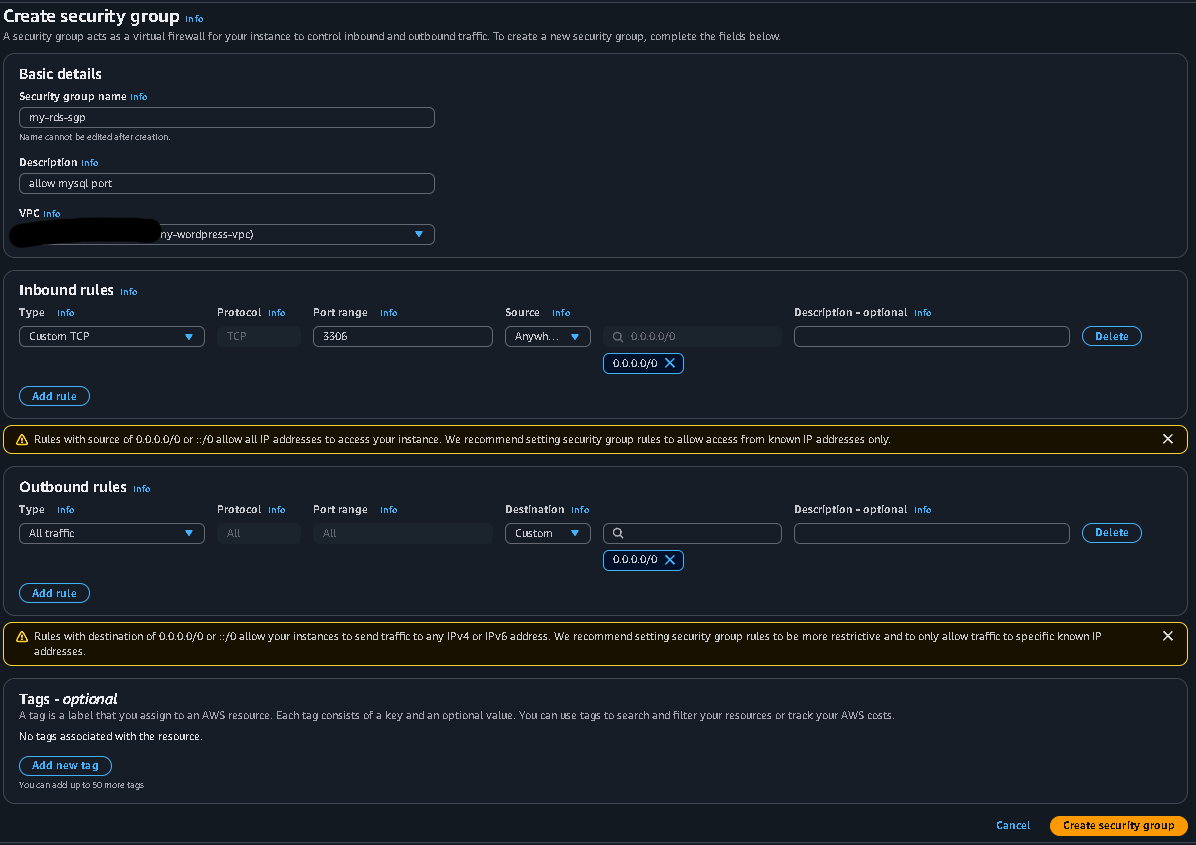 Create security group Info
A security group acts as a virtual firewall for your instance to control inbound and outbound traffic. To create a new security group, complete the fields below.
Basic details
Security group name Info
my-rds-sgp
Name cannot be edited after creation.
Description Info
allow mysql port
VPC Info
my-wordpress-vpc)
Inbound rules Info
Type Info Protocol Info Port range Info Source Info Description - optional Info
Custom TCP TCP 3306 Anywh... 0.0.0.0/0 Delete
0.0.0.0/0
Add rule
Rules with source of 0.0.0.0/0 or ::/0 allow all IP addresses to access your instance. We recommend setting security group rules to allow access from known IP addresses only.
Outbound rules Info
Type Info Protocol Info Port range Info Destination Info Description - optional Info
All traffic All All Custom Delete
0.0.0.0/0
Add rule
Rules with destination of 0.0.0.0/0 or ::/0 allow your instances to send traffic to any IPv4 or IPv6 address. We recommend setting security group rules to be more restrictive and to only allow traffic to specific known IP
addresses.
Tags - optional
A tag is a label that you assign to an AWS resource. Each tag consists of a key and an optional value. You can use tags to search and filter your resources or track your AWS costs.
No tags associated with the resource.
Add new tag
You can add up to 50 more tags
Cancel Create security group